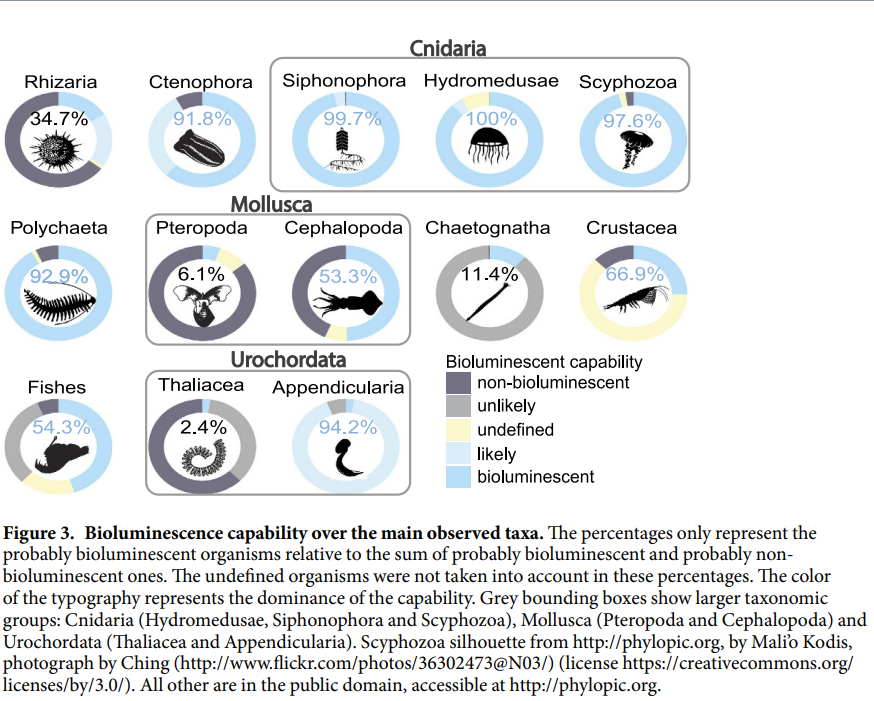 Cnidaria
Rhizaria Ctenophora Siphonophora Hydromedusae Scyphozoa
34.7% 91.8% 99.7% 100% 97.6%
Mollusca
Polychaeta Pteropoda Cephalopoda Chaetognatha Crustacea
92.9% 6.1% 53.3% 11.4% 66.9%
Urochordata
Fishes Thaliacea Appendicularia
54.3% 2.4% 94.2%
Bioluminescent capability
non-bioluminescent
unlikely
undefined
likely
bioluminescent
Figure 3. Bioluminescence capability over the main observed taxa. The percentages only represent the
probably bioluminescent organisms relative to the sum of probably bioluminescent and probably non-
bioluminescent ones. The undefined organisms were not taken into account in these percentages. The color
of the typography represents the dominance of the capability. Grey bounding boxes show larger taxonomic
groups: Cnidaria (Hydromedusae, Siphonophora and Scyphozoa), Mollusca (Pteropoda and Cephalopoda) and
Urochordata (Thaliacea and Appendicularia). Scyphozoa silhouette from http://phylopic.org, by Mali’o Kodis,
photograph by Ching (http://www.flickr.com/photos/36302473@N03/) (license https://creativecommons.org/
licenses/by/3.0/). All other are in the public domain, accessible at http://phylopic.org.